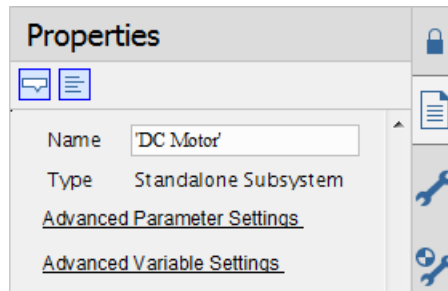 Properties
Name 'DC Motor'
Type Standalone Subsystem
Advanced Parameter Settings
Advanced Variable Settings